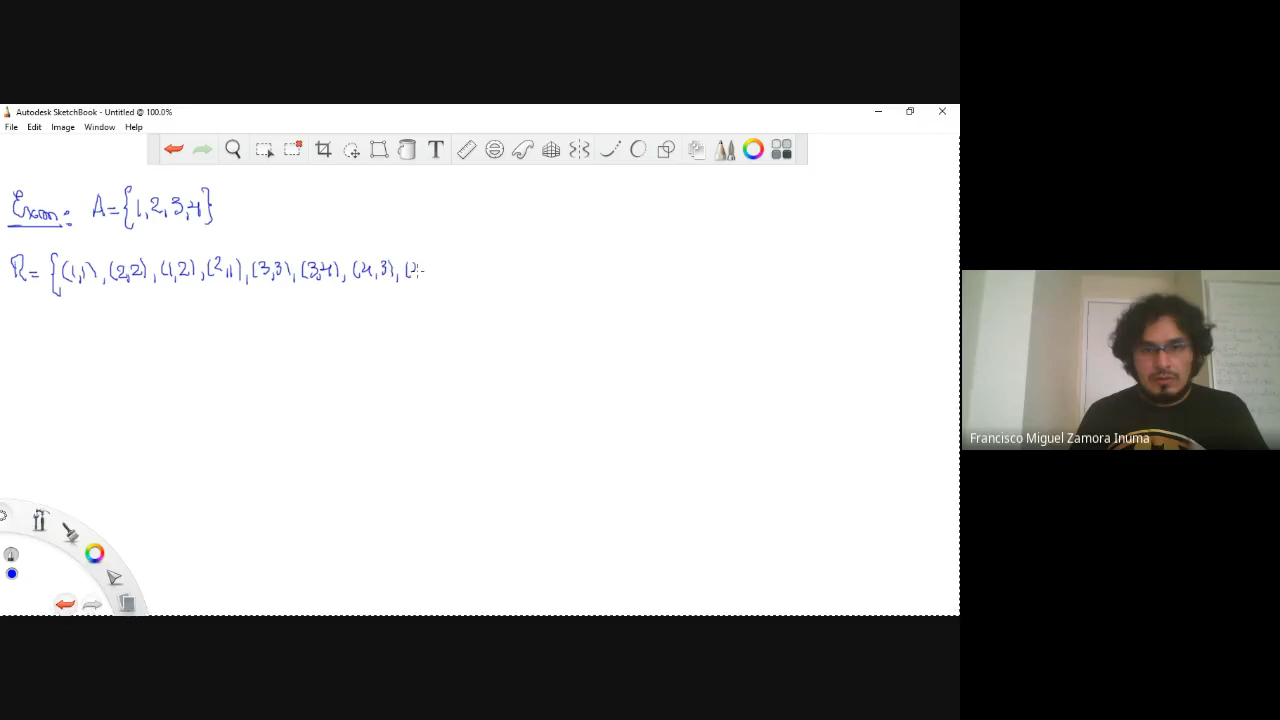 Autodesk SketchBook - Untitled @ 100.0%
File Edit Image Window Help
T
Exam: A={1,2,3,4}
R= {(1,1), (2,2), (1,2), (2,1), (3,3), (3,4), (4,3), (
Francisco Miguel Zamora Inuma